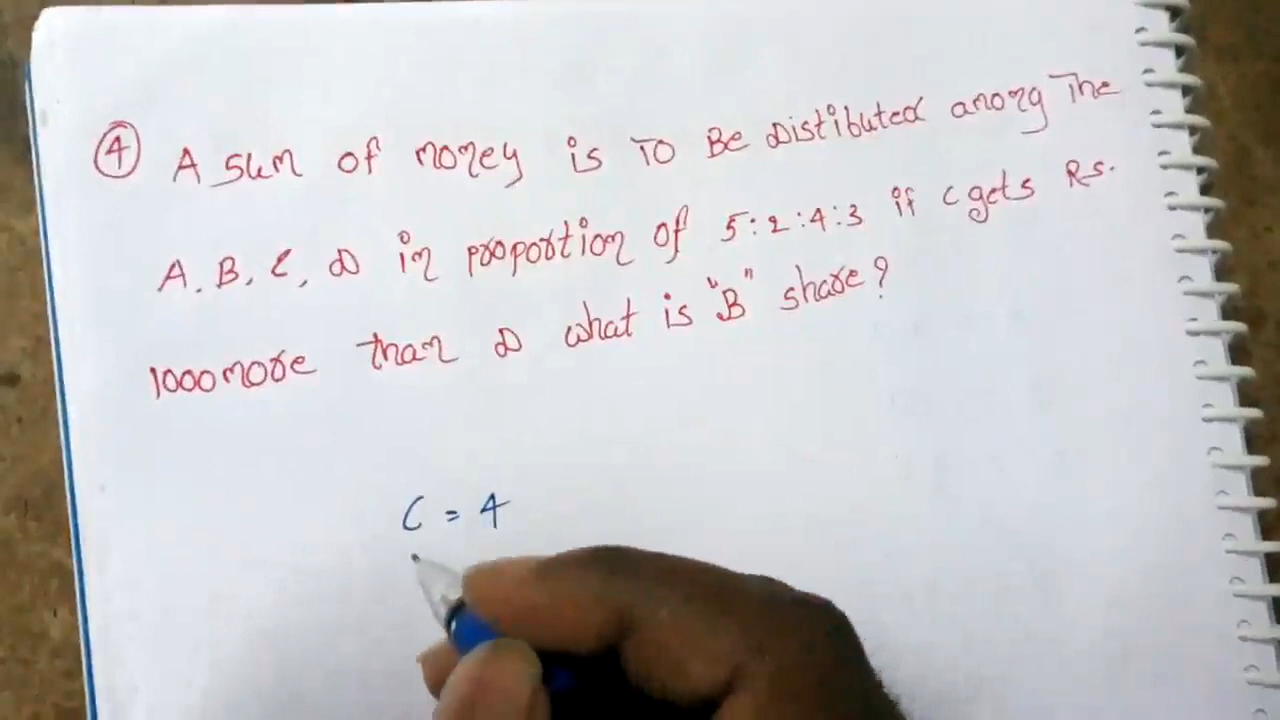 ④ A sum of money is To Be Distibuted among The
A. B. C, D in proportion of 5:2:4:3 if C gets Rs.
1000 more than D what is "B" share?
C = 4